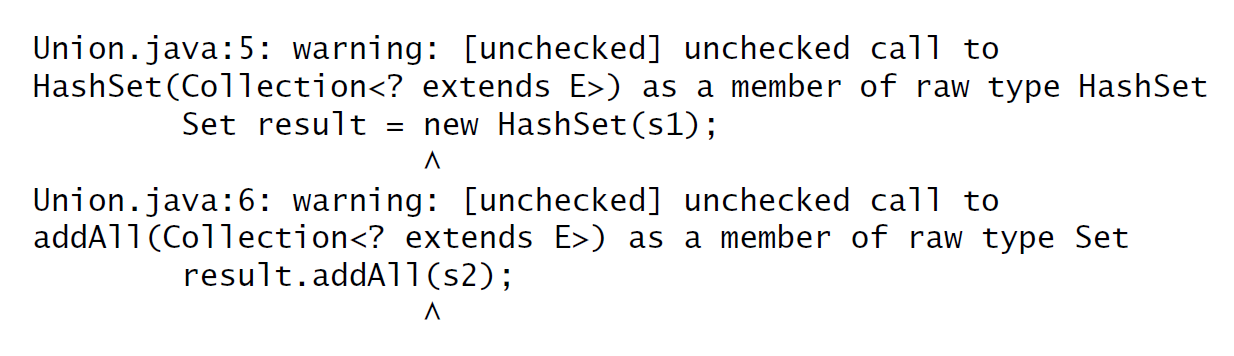 Union.java:5: warning: [unchecked] unchecked call to
HashSet(Collection<? extends E>) as a member of raw type HashSet
        Set result = new HashSet(s1);
                     ^
Union.java:6: warning: [unchecked] unchecked call to
addAll(Collection<? extends E>) as a member of raw type Set
        result.addAll(s2);
                     ^